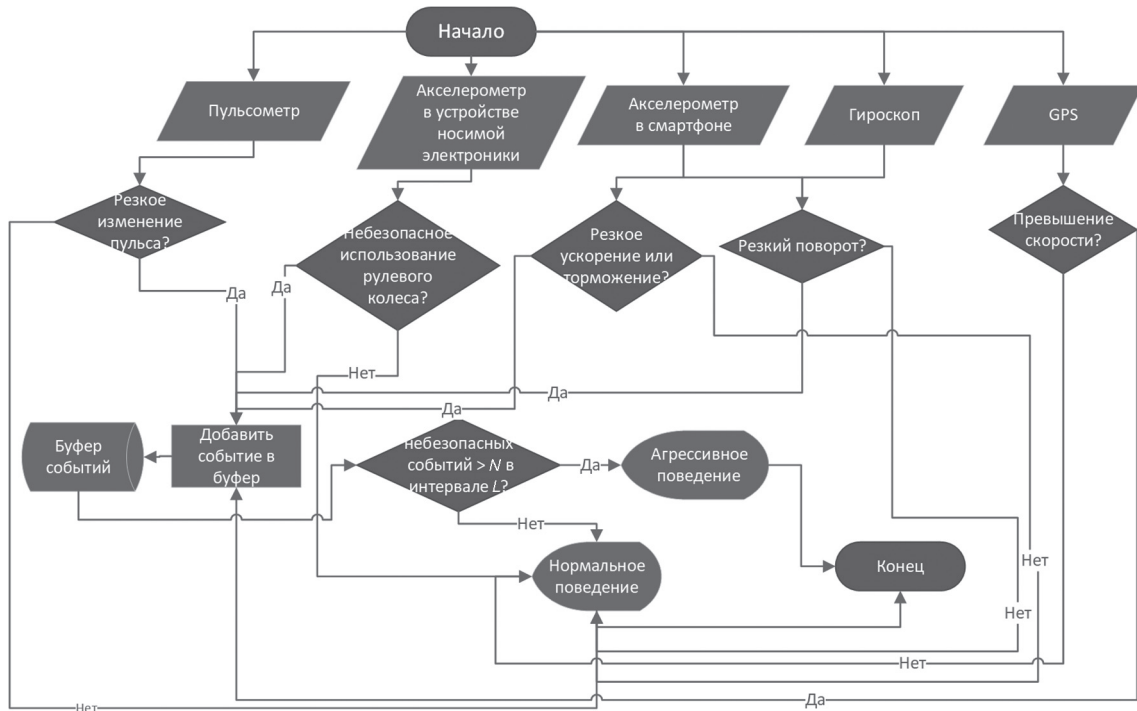 Начало
Пульсометр
Акселерометр
в устройстве
носимой
электроники
Акселерометр
в смартфоне
Гироскоп
GPS
Резкое
изменение
пульса?
Небезопасное
использование
рулевого
колеса?
Резкое
ускорение или
торможение?
Резкий поворот?
Превышение
скорости?
Да
Да
Нет
Да
Да
Буфер
событий
Добавить
событие в
буфер
небезопасных
событий > N в
интервале L?
Да
Агрессивное
поведение
Нет
Нормальное
поведение
Конец
Нет
Нет
Нет
Да
Нет